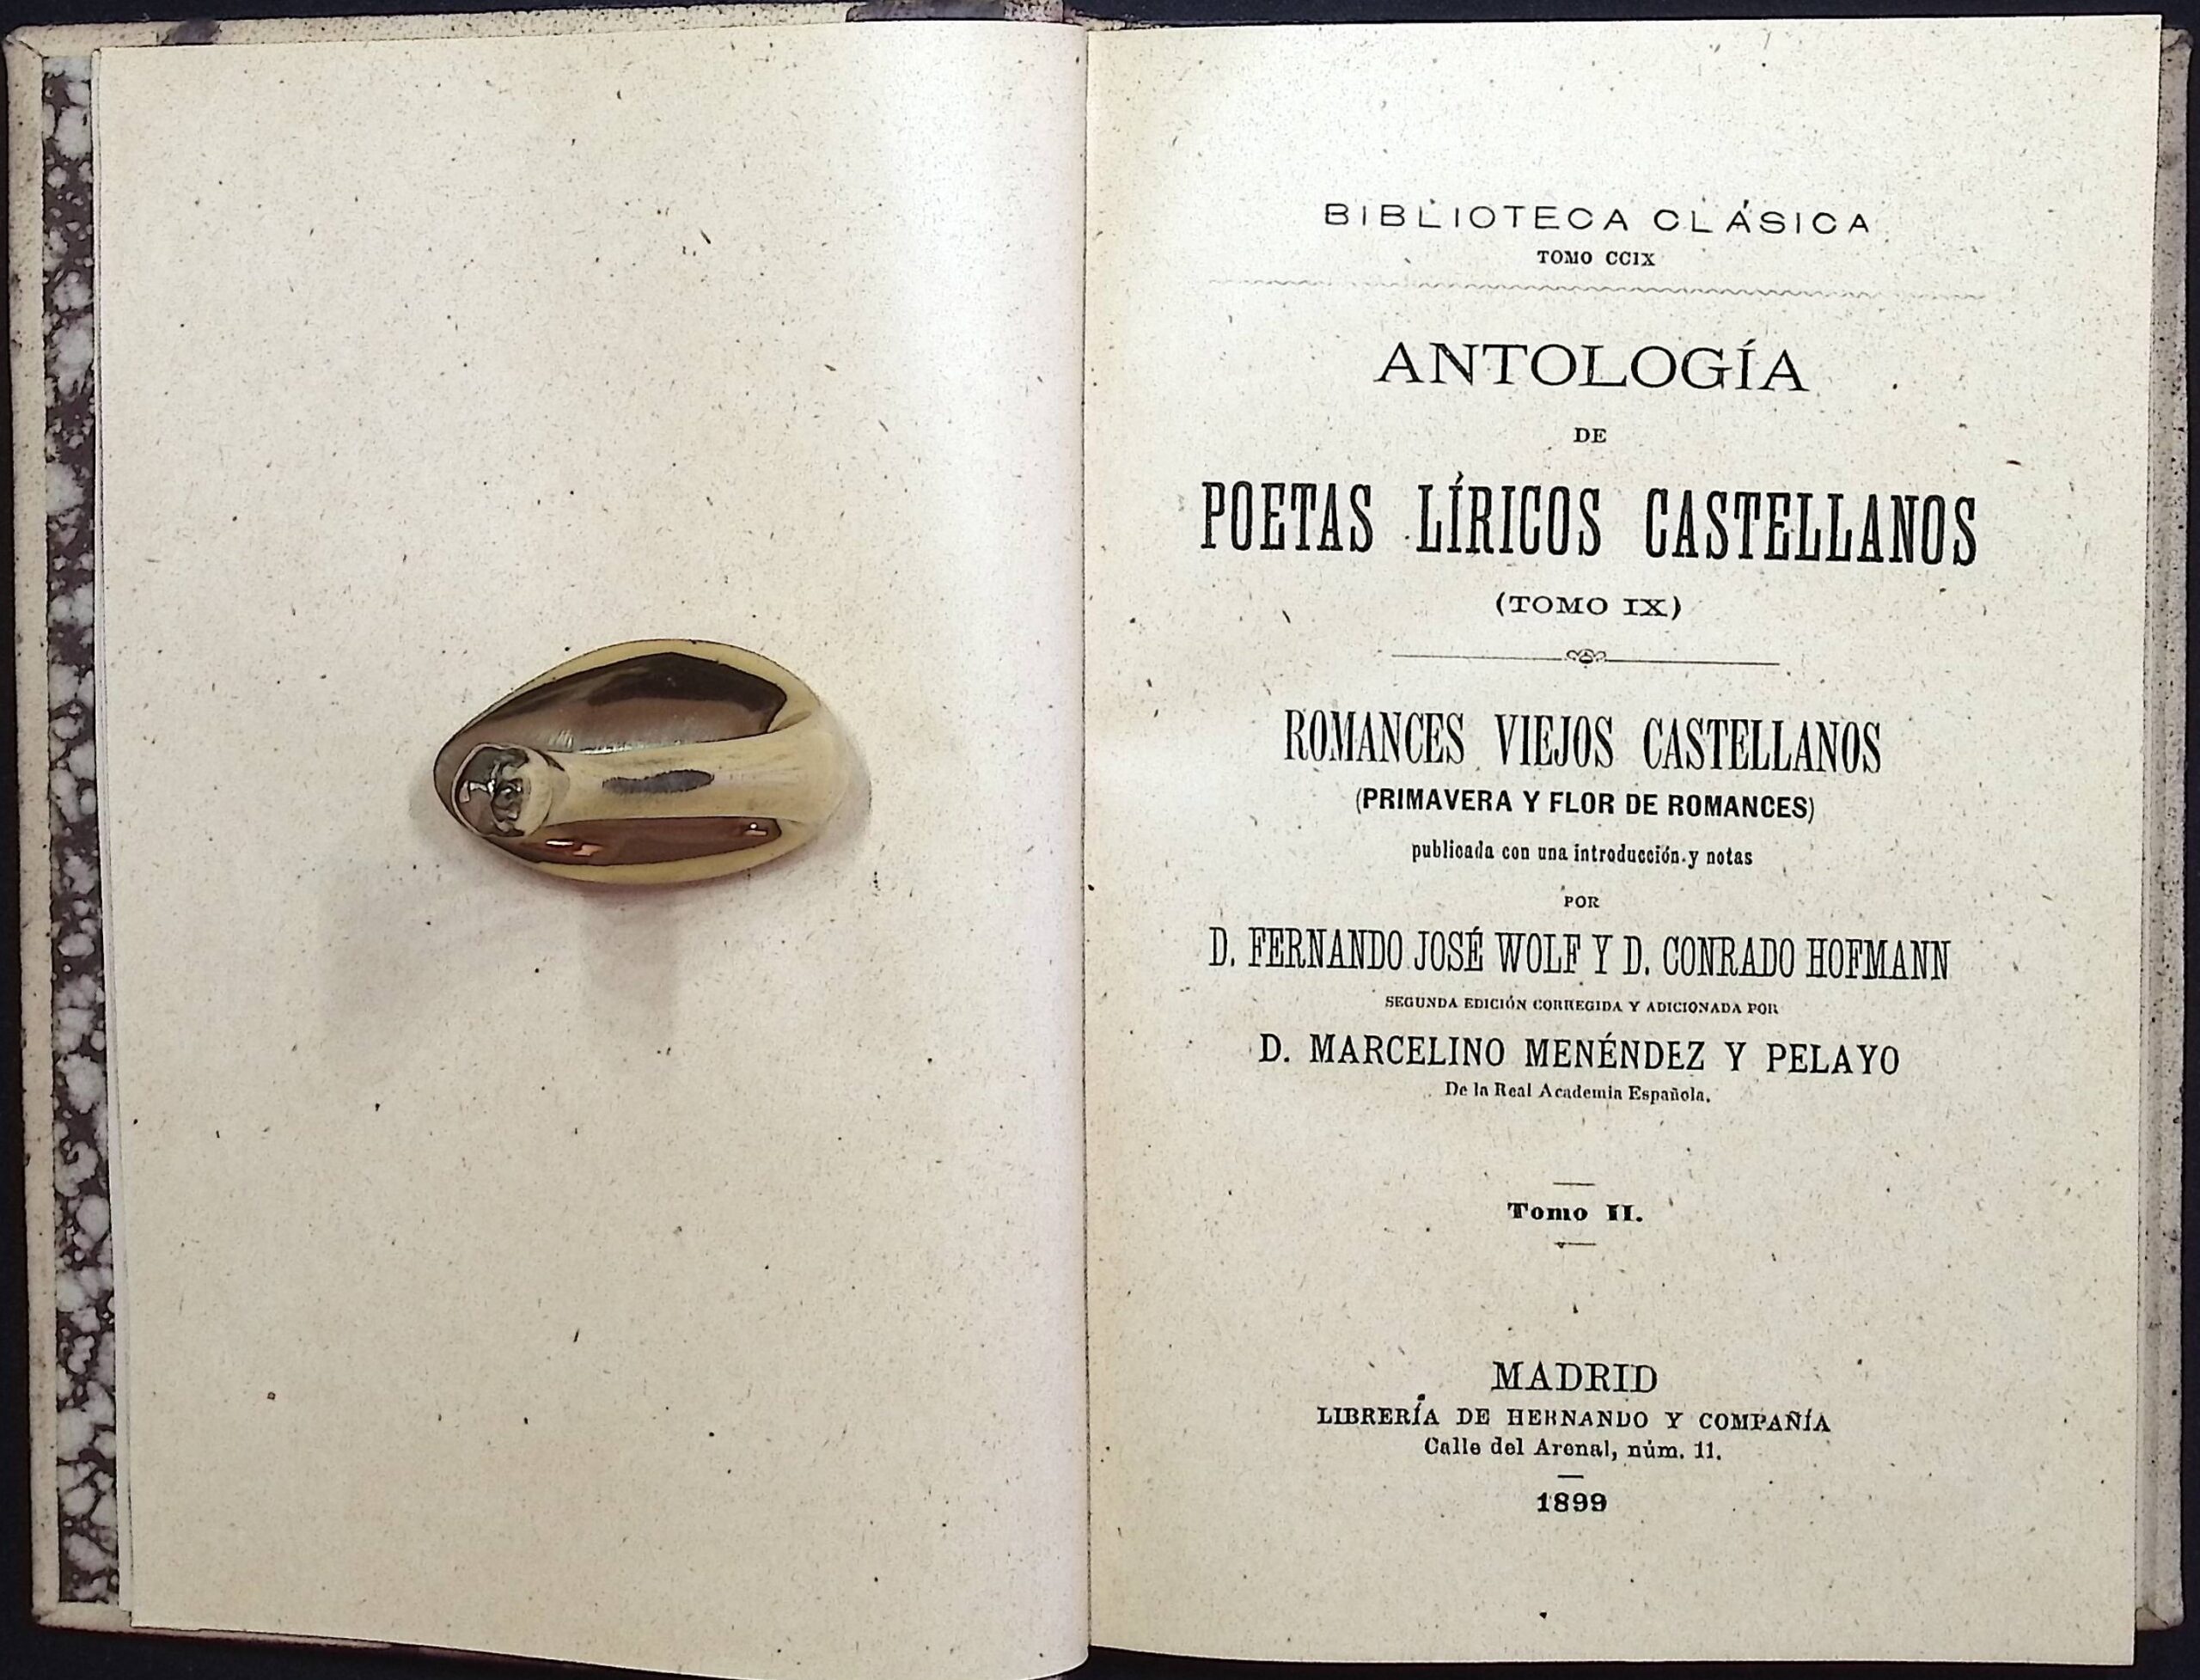 BIBLIOTECA CLÁSICA
TOMO CCIX
ANTOLOGÍA
DE
POETAS LÍRICOS CASTELLANOS
(TOMO IX)
ROMANCES VIEJOS CASTELLANOS
(PRIMAVERA Y FLOR DE ROMANCES)
publicada con una introducción y notas
POR
D. FERNANDO JOSÉ WOLF Y D. CONRADO HOFMANN
SEGUNDA EDICIÓN CORREGIDA Y ADICIONADA POR
D. MARCELINO MENÉNDEZ Y PELAYO
De la Real Academia Española.
Tomo II.
MADRID
LIBRERÍA DE HERNANDO Y COMPAÑÍA
Calle del Arenal, núm. 11.
1899